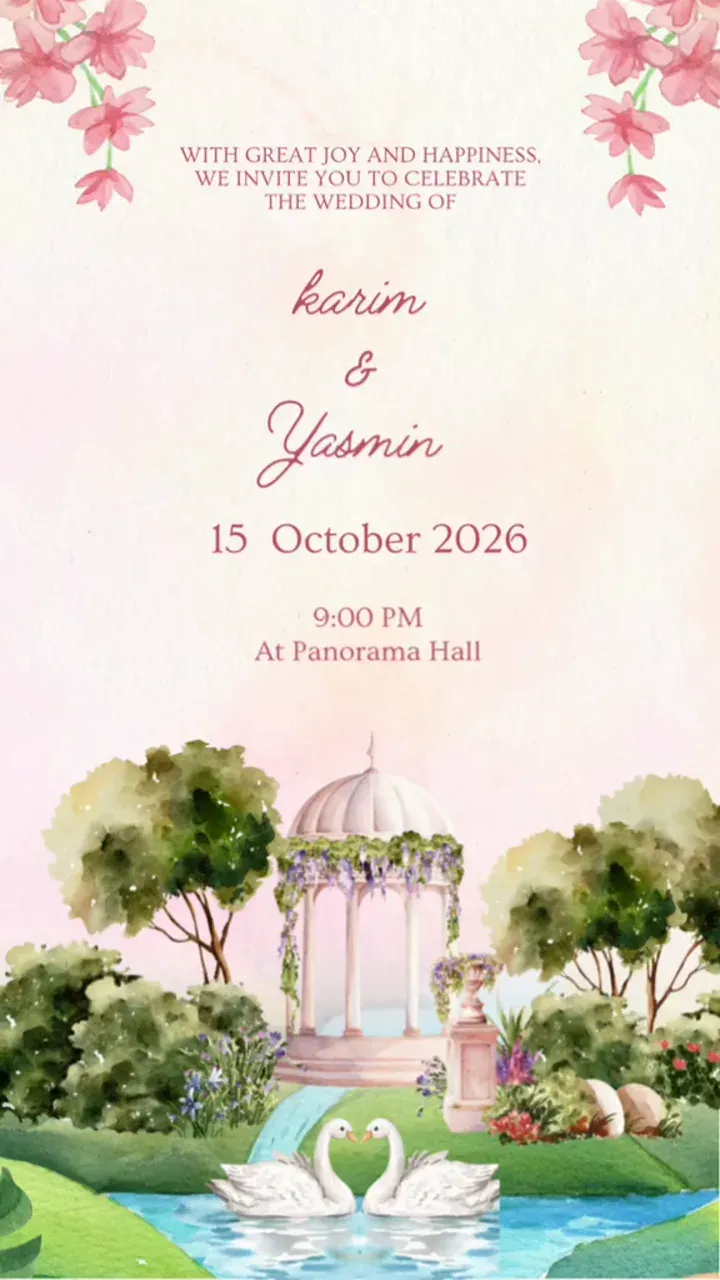 WITH GREAT JOY AND HAPPINESS,
WE INVITE YOU TO CELEBRATE
THE WEDDING OF
karim
&
Yasmin
15 October 2026
9:00 PM
At Panorama Hall